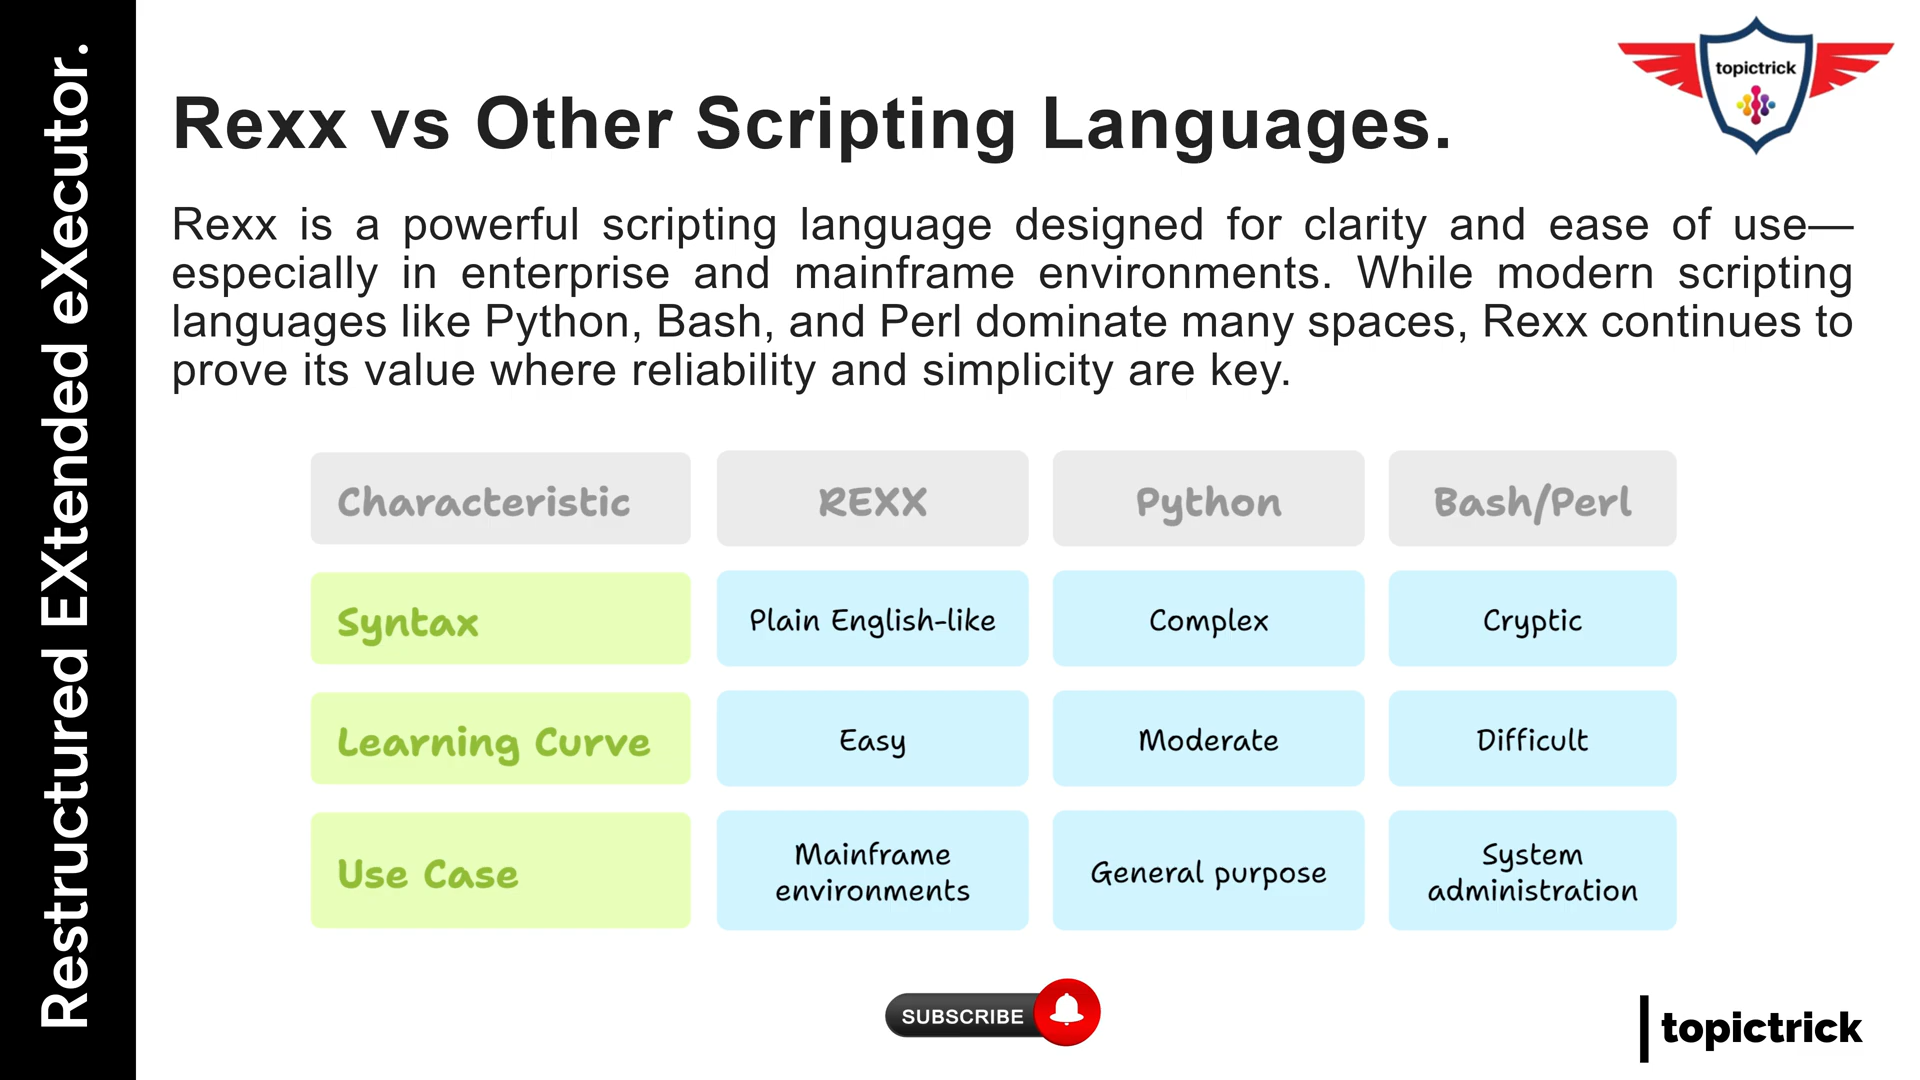 Restructured EXtended eXecutor.
topictrick
Rexx vs Other Scripting Languages.
Rexx is a powerful scripting language designed for clarity and ease of use—
especially in enterprise and mainframe environments. While modern scripting
languages like Python, Bash, and Perl dominate many spaces, Rexx continues to
prove its value where reliability and simplicity are key.
Characteristic REXX Python Bash/Perl
Syntax Plain English-like Complex Cryptic
Learning Curve Easy Moderate Difficult
Use Case Mainframe environments General purpose System administration
SUBSCRIBE
topictrick